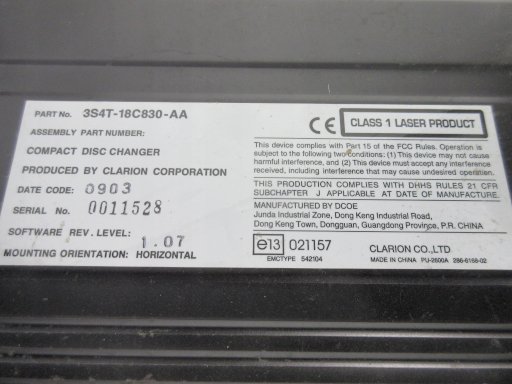 PART No. 3S4T-18C830-AA
ASSEMBLY PART NUMBER:
COMPACT DISC CHANGER
PRODUCED BY CLARION CORPORATION
DATE CODE: 0903
SERIAL No. 0011528
SOFTWARE REV. LEVEL: 1.07
MOUNTING ORIENTATION: HORIZONTAL
CE CLASS 1 LASER PRODUCT
This device complies with Part 15 of the FCC Rules. Operation is
subject to the following two conditions: (1) This device may not cause
harmful interference, and (2) This device must accept any interference
received, including interference that may cause undesired operation.
THIS PRODUCTION COMPLIES WITH DHHS RULES 21 CFR
SUBCHAPTER J APPLICABLE AT DATE OF MANUFACTURE.
MANUFACTURED BY DCOE
Junda Industrial Zone, Dong Keng Industrial Road,
Dong Keng Town, Dongguan, Guangdong Province, P.R. CHINA
e13 021157 CLARION CO.,LTD
EMCTYPE 542104 MADE IN CHINA PU-2600A 286-6168-02